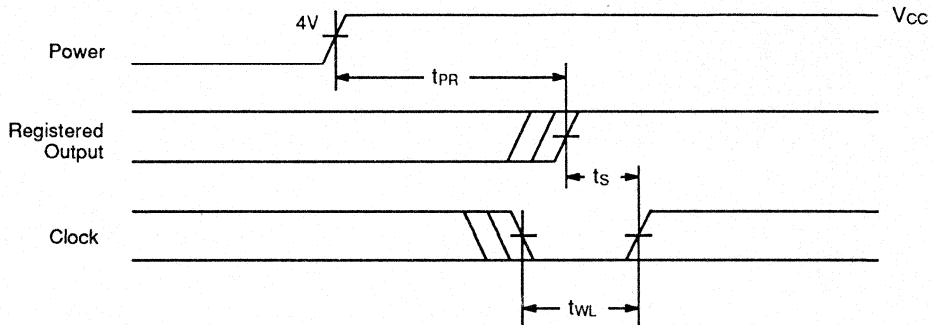 4V
VCC
Power
tPR
Registered
Output
tS
Clock
tWL